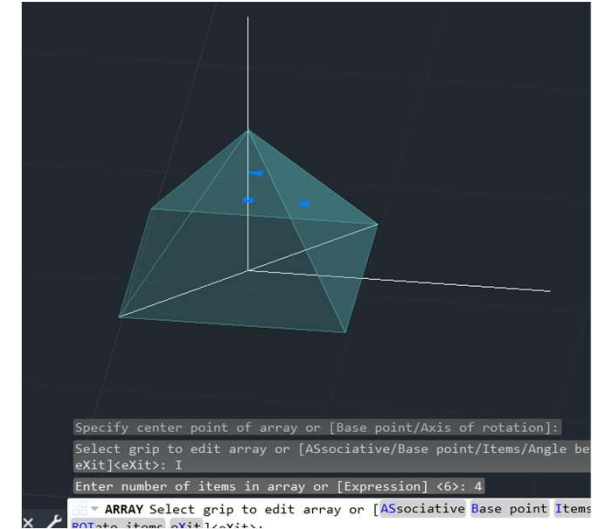 Specify center point of array or [Base point/Axis of rotation]:
Select grip to edit array or [ASsociative/Base point/Items/Angle be
eXit]<eXit>: I
Enter number of items in array or [Expression] <6>: 4
ARRAY Select grip to edit array or [ASsociative Base point Items
ROTate items eXit]<eXit>: